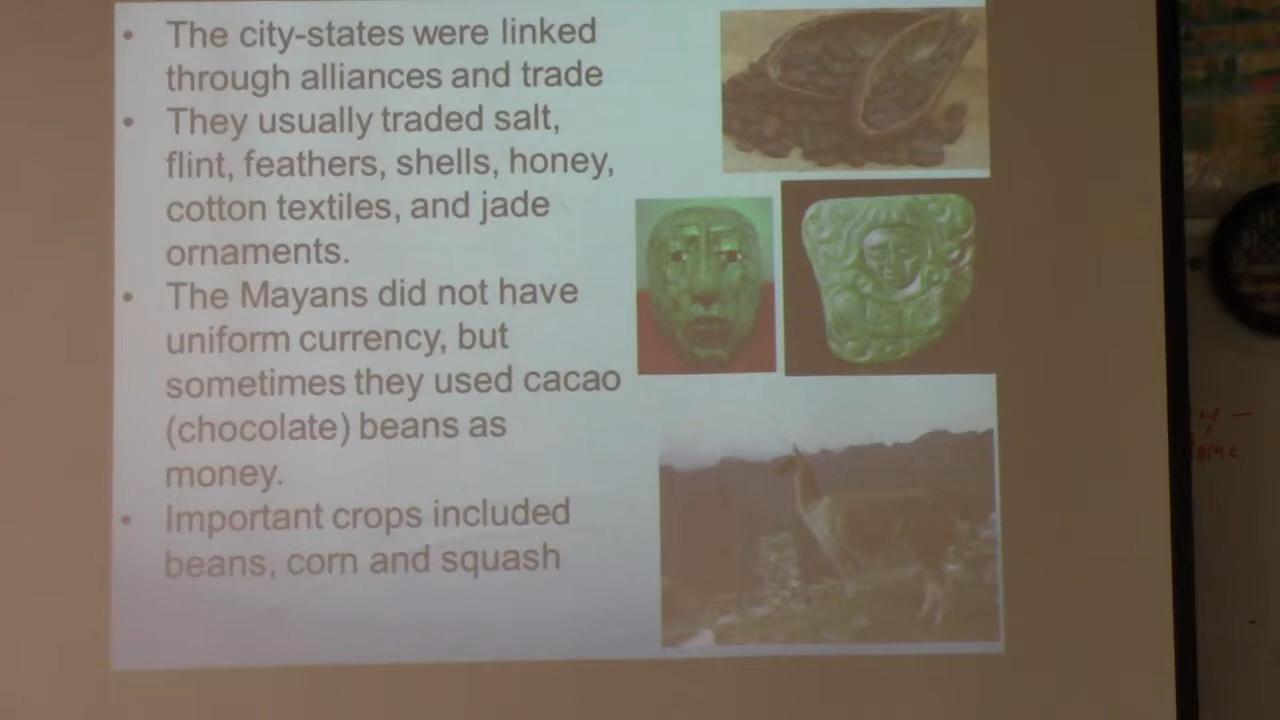 • The city-states were linked
through alliances and trade
• They usually traded salt,
flint, feathers, shells, honey,
cotton textiles, and jade
ornaments.
• The Mayans did not have
uniform currency, but
sometimes they used cacao
(chocolate) beans as
money.
• Important crops included
beans, corn and squash